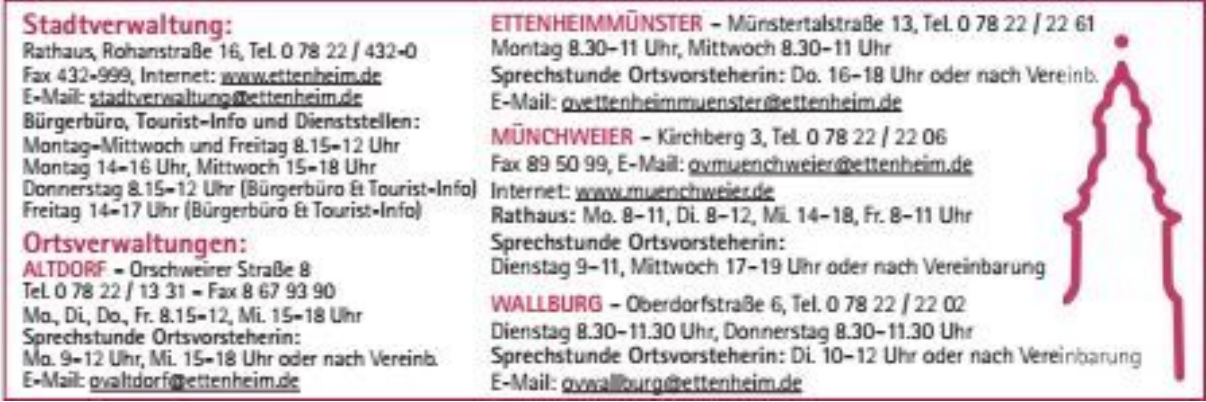 Stadtverwaltung:
Rathaus, Rohanstraße 16, Tel. 0 78 22 / 432-0
Fax 432-999, Internet: www.ettenheim.de
E-Mail: stadtverwaltung@ettenheim.de
Bürgerbüro, Tourist-Info und Dienststellen:
Montag-Mittwoch und Freitag 8.15-12 Uhr
Montag 14-16 Uhr, Mittwoch 15-18 Uhr
Donnerstag 8.15-12 Uhr (Bürgerbüro & Tourist-Info)
Freitag 14-17 Uhr (Bürgerbüro & Tourist-Info)
Ortsverwaltungen:
ALTDORF - Orschweirer Straße 8
Tel. 0 78 22 / 13 31 - Fax 8 67 93 90
Mo., Di., Do., Fr. 8.15-12, Mi. 15-18 Uhr
Sprechstunde Ortsvorsteherin:
Mo. 9-12 Uhr, Mi. 15-18 Uhr oder nach Vereinb.
E-Mail: ovaltdorf@ettenheim.de
ETTENHEIMMÜNSTER - Münstertalstraße 13, Tel. 0 78 22 / 22 61
Montag 8.30-11 Uhr, Mittwoch 8.30-11 Uhr
Sprechstunde Ortsvorsteherin: Do. 16-18 Uhr oder nach Vereinb.
E-Mail: ovettenheimmuenster@ettenheim.de
MÜNCHWEIER - Kirchberg 3, Tel. 0 78 22 / 22 06
Fax 89 50 99, E-Mail: ovmuenchweier@ettenheim.de
Internet: www.muenchweier.de
Rathaus: Mo. 8-11, Di. 8-12, Mi. 14-18, Fr. 8-11 Uhr
Sprechstunde Ortsvorsteherin:
Dienstag 9-11, Mittwoch 17-19 Uhr oder nach Vereinbarung
WALLBURG - Oberdorfstraße 6, Tel. 0 78 22 / 22 02
Dienstag 8.30-11.30 Uhr, Donnerstag 8.30-11.30 Uhr
Sprechstunde Ortsvorsteherin: Di. 10-12 Uhr oder nach Vereinbarung
E-Mail: ovwallburg@ettenheim.de